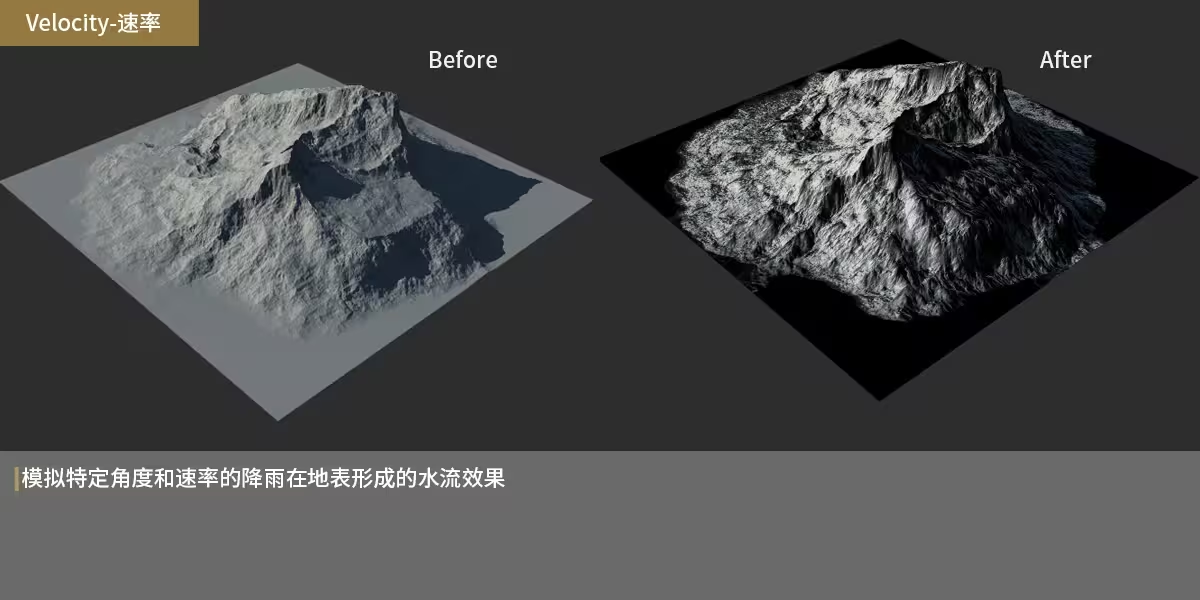 Velocity-速率
Before
After
模拟特定角度和速率的降雨在地表形成的水流效果